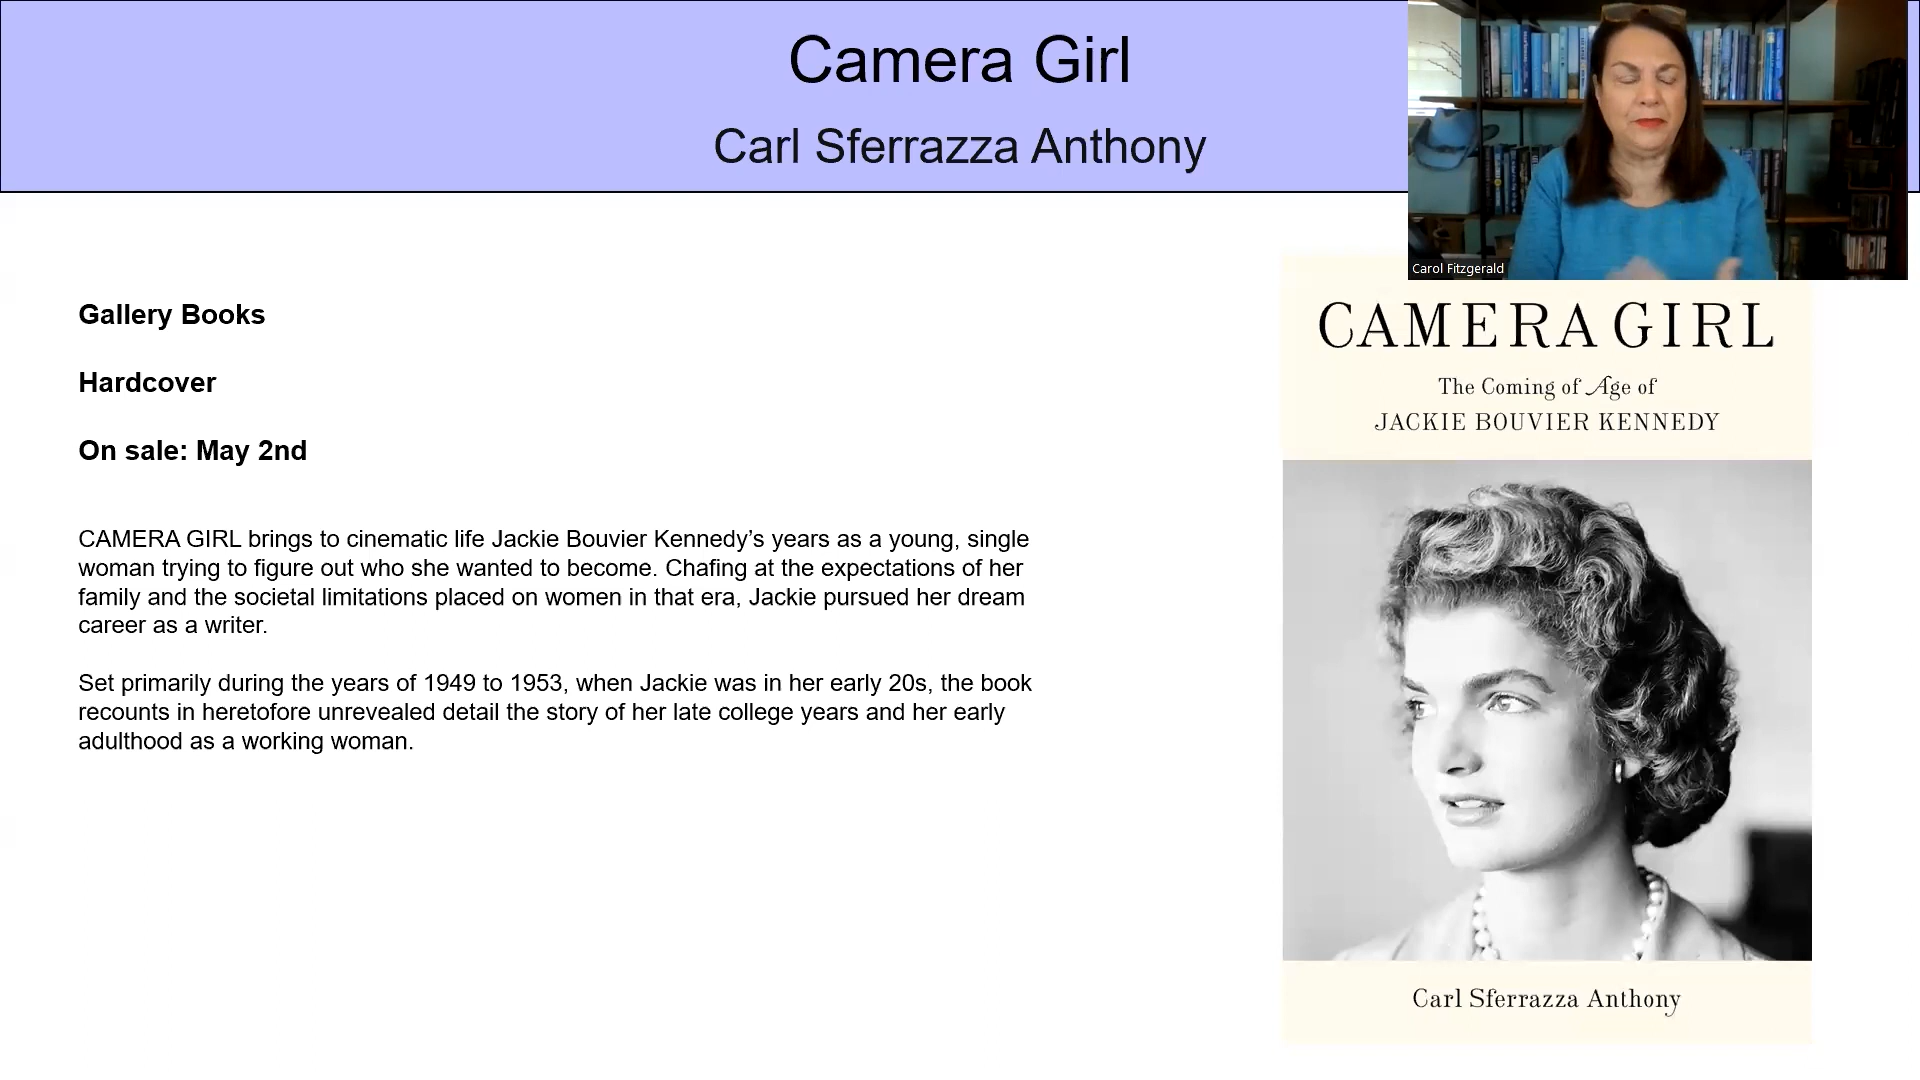 Camera Girl
Carl Sferrazza Anthony
Carol Fitzgerald
Gallery Books
Hardcover
On sale: May 2nd
CAMERA GIRL brings to cinematic life Jackie Bouvier Kennedy’s years as a young, single
woman trying to figure out who she wanted to become. Chafing at the expectations of her
family and the societal limitations placed on women in that era, Jackie pursued her dream
career as a writer.
Set primarily during the years of 1949 to 1953, when Jackie was in her early 20s, the book
recounts in heretofore unrevealed detail the story of her late college years and her early
adulthood as a working woman.
CAMERA GIRL
The Coming of Age of
JACKIE BOUVIER KENNEDY
Carl Sferrazza Anthony